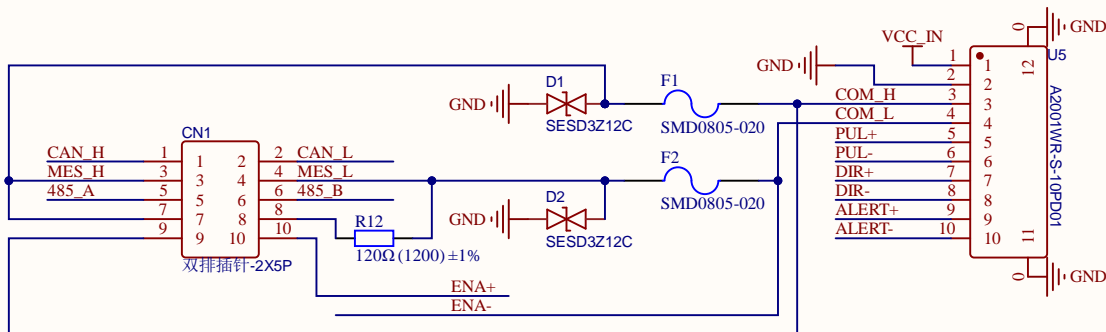 GND
VCC_IN
U5
1
1
0
12
D1
GND
SESD3Z12C
F1
SMD0805-020
GND
2
2
COM_H
3
3
COM_L
4
4
PUL+
5
5
PUL-
6
6
DIR+
7
7
DIR-
8
8
ALERT+
9
9
ALERT-
10
10
11
0
GND
A2001WR-S-10PD01
CN1
CAN_H
1
1
2
2
CAN_L
MES_H
3
3
4
4
MES_L
485_A
5
5
6
6
485_B
7
7
8
8
9
9
10
10
双排插针-2X5P
R12
120Ω (1200) ±1%
GND
D2
SESD3Z12C
F2
SMD0805-020
ENA+
ENA-